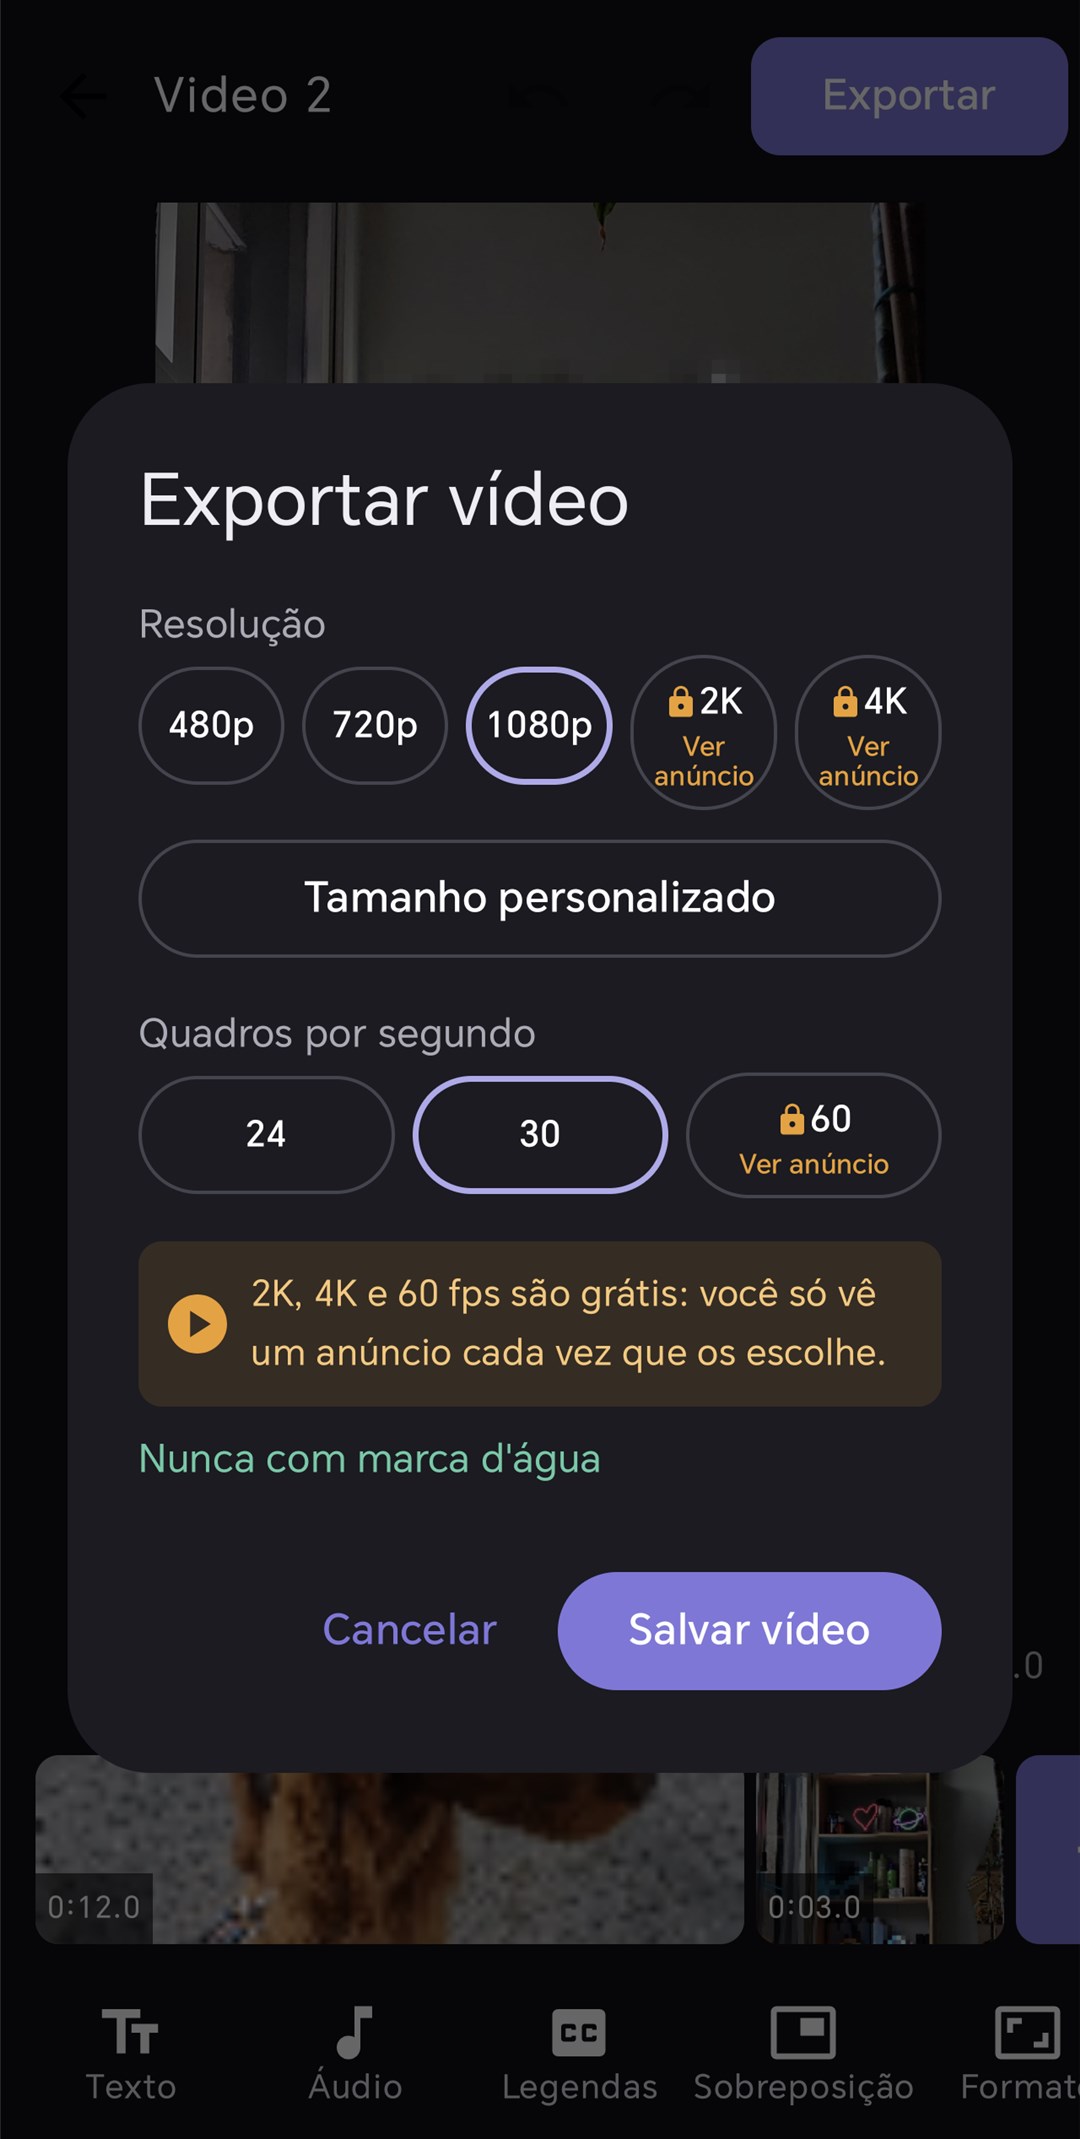 Video 2
Exportar
Exportar vídeo
Resolução
480p
720p
1080p
2K
Ver
anúncio
4K
Ver
anúncio
Tamanho personalizado
Quadros por segundo
24
30
60
Ver anúncio
2K, 4K e 60 fps são grátis: você só vê
um anúncio cada vez que os escolhe.
Nunca com marca d'água
Cancelar
Salvar vídeo
.0
0:12.0
0:03.0
Texto
Áudio
Legendas
Sobreposição
Format